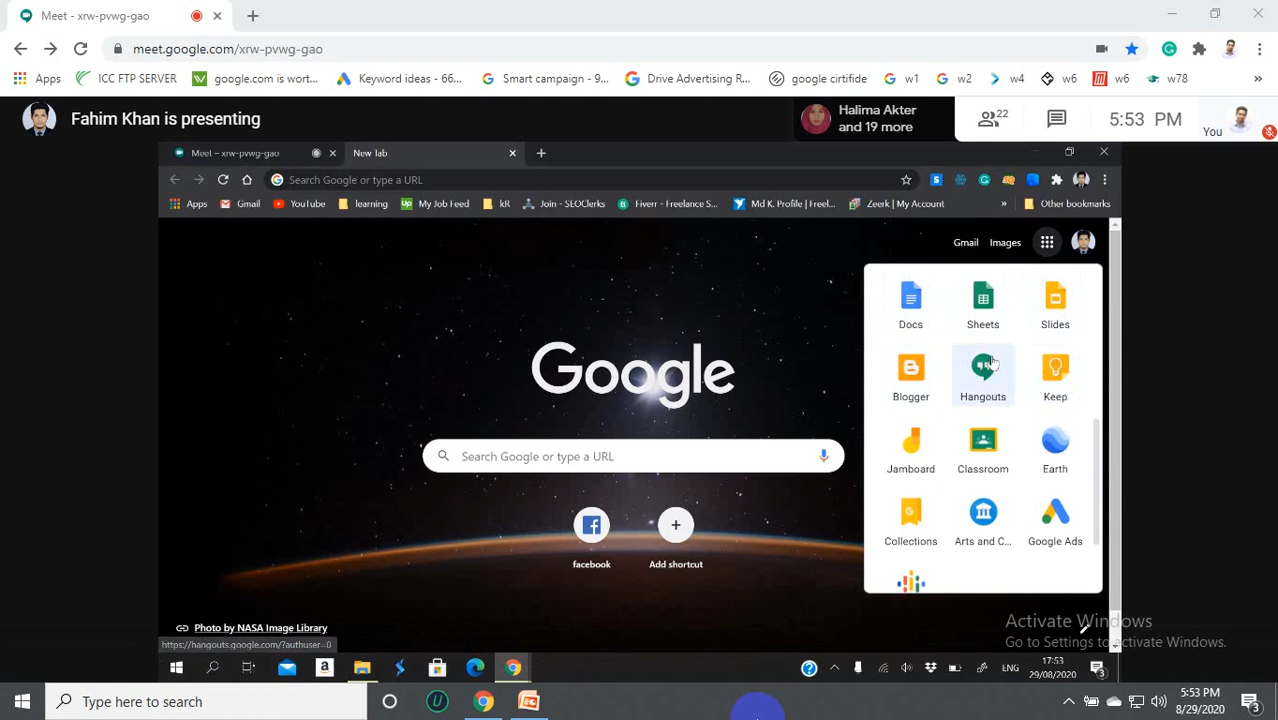 Meet - xrw-pvwg-gao
meet.google.com/xrw-pvwg-gao
Apps ICC FTP SERVER google.com is wort... Keyword ideas - 66... Smart campaign - 9... Drive Advertising R... google cirtifide w1 w2 w4 w6 w6 w78 »
Fahim Khan is presenting
Halima Akter
and 19 more
22
5:53 PM
You
Meet – xrw-pvwg-gao New Tab
Search Google or type a URL
Apps Gmail YouTube learning Up My Job Feed kR Join - SEOClerks Fiverr - Freelance S... Md K. Profile | Freel... Zeerk | My Account » Other bookmarks
Gmail Images
Docs Sheets Slides
Blogger Hangouts Keep
Jamboard Classroom Earth
Collections Arts and C... Google Ads
Google
Search Google or type a URL
facebook Add shortcut
Photo by NASA Image Library
https://hangouts.google.com/?authuser=0
Activate Windows
Go to Settings to activate Windows.
ENG
17:53
29/08/2020
3
Type here to search
5:53 PM
8/29/2020
3